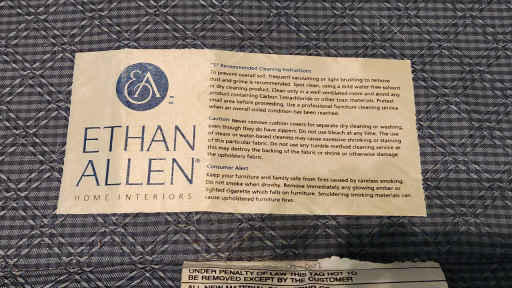 EA
™
ETHAN
ALLEN®
HOME INTERIORS
"S" Recommended Cleaning Instructions
To prevent overall soil, frequent vacuuming or light brushing to remove
dust and grime is recommended. Spot clean, using a mild water free solvent
or dry cleaning product. Clean only in a well ventilated room and avoid any
product containing Carbon Tetrachloride or other toxic materials. Pretest
small area before proceeding. Use a professional furniture cleaning service
when an overall soiled condition has been reached.
Caution: Never remove cushion covers for separate dry cleaning or washing,
even though they do have zippers. Do not use bleach at any time. The use
of steam or water-based cleaners may cause excessive shrinking or staining
of this particular fabric. Do not use any tumble method cleaning service as
this may destroy the backing of the fabric or shrink or otherwise damage
the upholstery fabric.
Consumer Alert
Keep your furniture and family safe from fires caused by careless smoking.
Do not smoke when drowsy. Remove immediately any glowing ember or
lighted cigarette which falls on furniture. Smoldering smoking materials can
cause upholstered furniture fires.
UNDER PENALTY OF LAW THIS TAG NOT TO
BE REMOVED EXCEPT BY THE CUSTOMER
ALL NEW MATERIAL